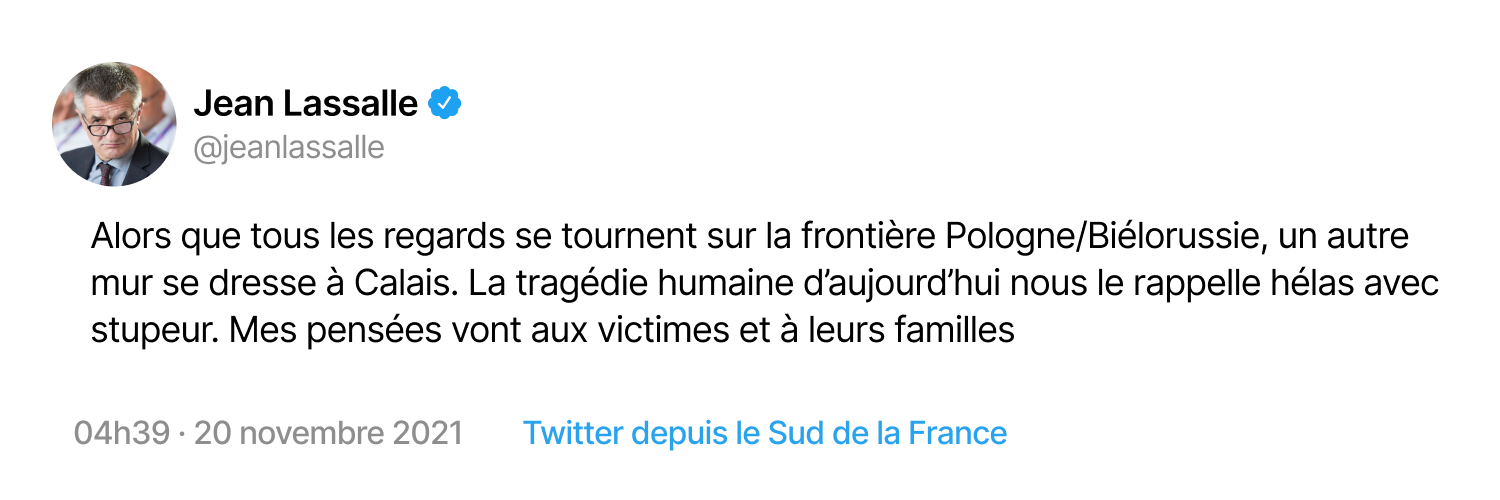 Jean Lassalle
@jeanlassalle
Alors que tous les regards se tournent sur la frontière Pologne/Biélorussie, un autre
mur se dresse à Calais. La tragédie humaine d’aujourd’hui nous le rappelle hélas avec
stupeur. Mes pensées vont aux victimes et à leurs familles
04h39 · 20 novembre 2021 Twitter depuis le Sud de la France